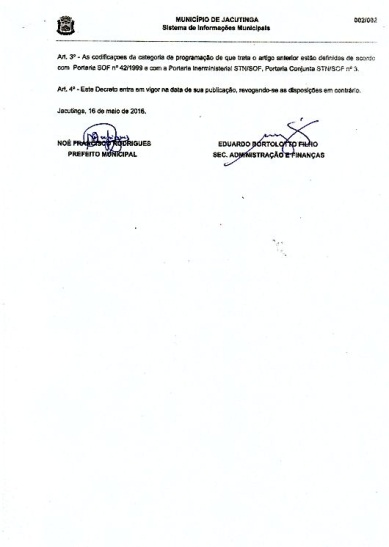 MUNICÍPIO DE JACUTINGA
002/002
Sistema de Informações Municipais
Art. 3º - As codificaçoes da categoria de programação de que trata o artigo anterior estão definidas de acordo
com Portaria SOF nº 42/1999 e com a Portaria Inerministerial STN/SOF, Portaria Conjunta STN/SOF nº 3.
Art. 4º - Este Decreto entra em vigor na data de sua publicação, revogando-se as disposições em contrário.
Jacutinga, 16 de maio de 2016.
NOÉ FRANCISCO RODRIGUES
EDUARDO BORTOLOTTO FILHO
PREFEITO MUNICIPAL
SEC. ADMINISTRAÇÃO E FINANÇAS